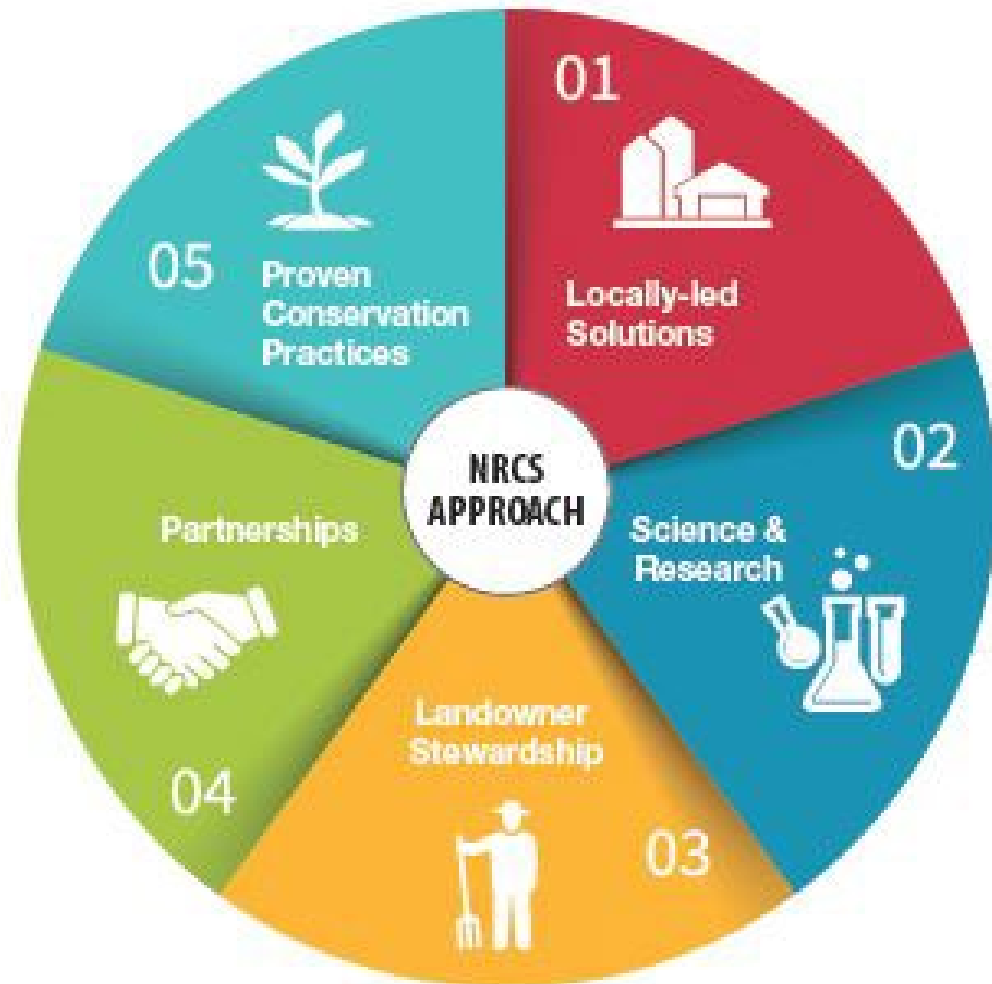 NRCS
APPROACH
01
Locally-led
Solutions
02
Science &
Research
03
Landowner
Stewardship
04
Partnerships
05
Proven
Conservation
Practices